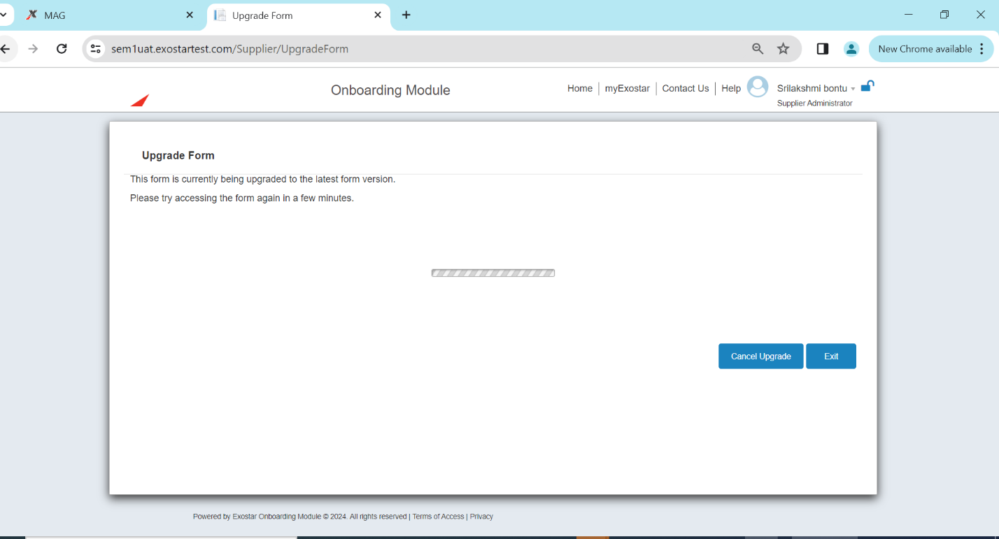 MAG
Upgrade Form
sem1uat.exostartest.com/Supplier/UpgradeForm
New Chrome available
Onboarding Module
Home
myExostar
Contact Us
Help
Srilakshmi bontu
Supplier Administrator
Upgrade Form
This form is currently being upgraded to the latest form version.
Please try accessing the form again in a few minutes.
Cancel Upgrade
Exit
Powered by Exostar Onboarding Module © 2024. All rights reserved | Terms of Access | Privacy